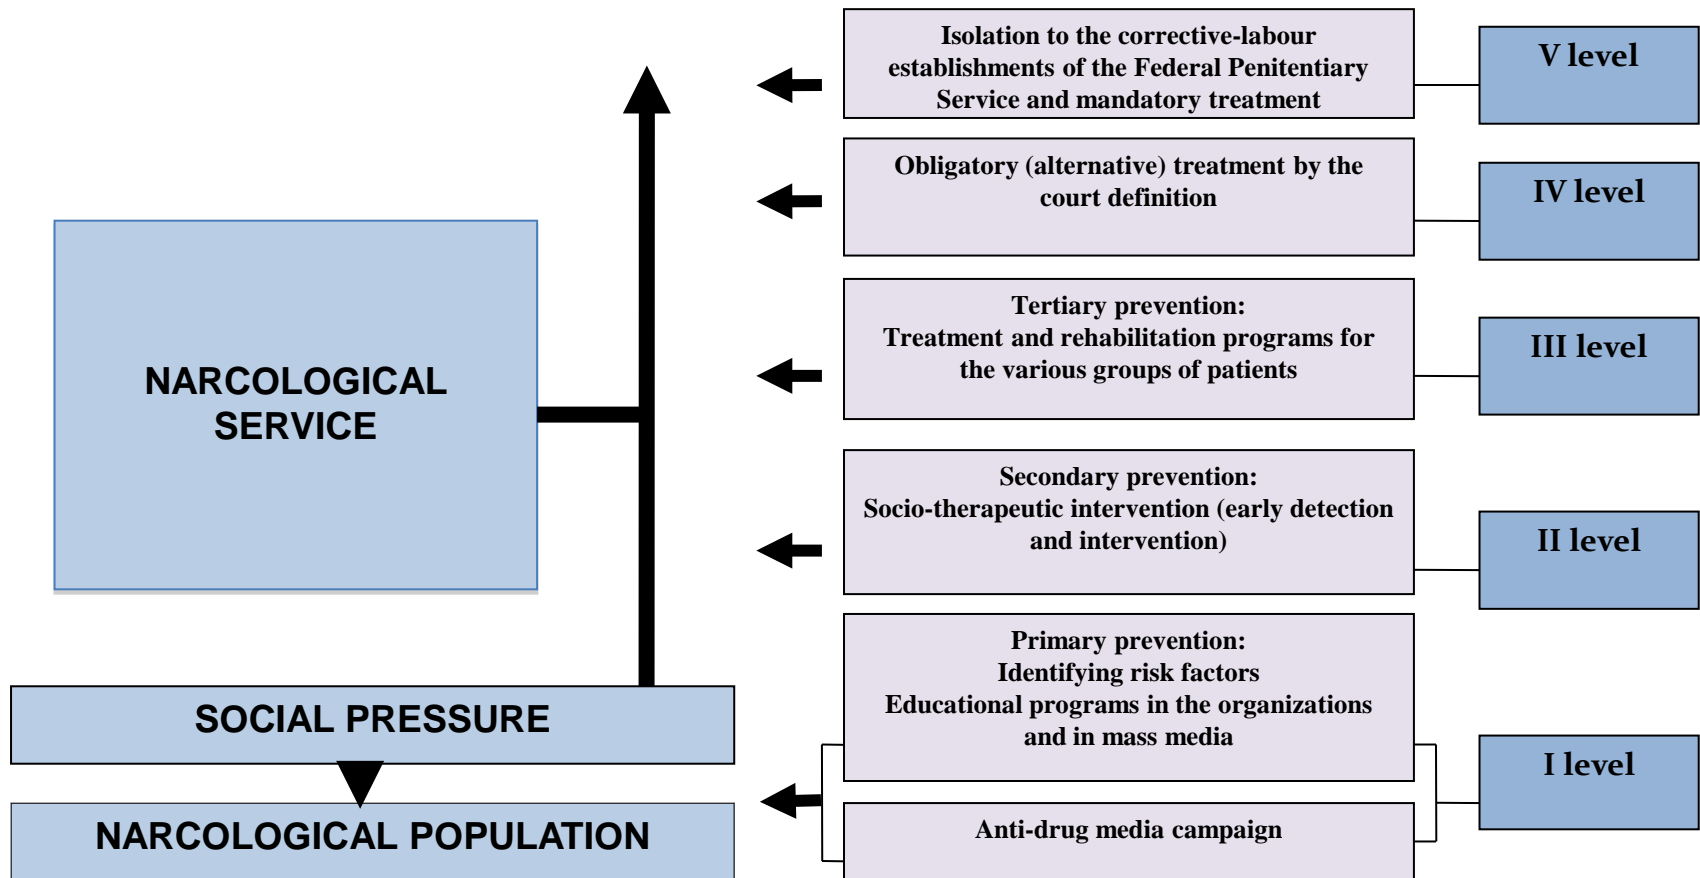 Isolation to the corrective-labour
establishments of the Federal Penitentiary
Service and mandatory treatment
V level
Obligatory (alternative) treatment by the
court definition
IV level
Tertiary prevention:
Treatment and rehabilitation programs for
the various groups of patients
III level
NARCOLOGICAL
SERVICE
Secondary prevention:
Socio-therapeutic intervention (early detection
and intervention)
II level
Primary prevention:
Identifying risk factors
Educational programs in the organizations
and in mass media
I level
SOCIAL PRESSURE
NARCOLOGICAL POPULATION
Anti-drug media campaign